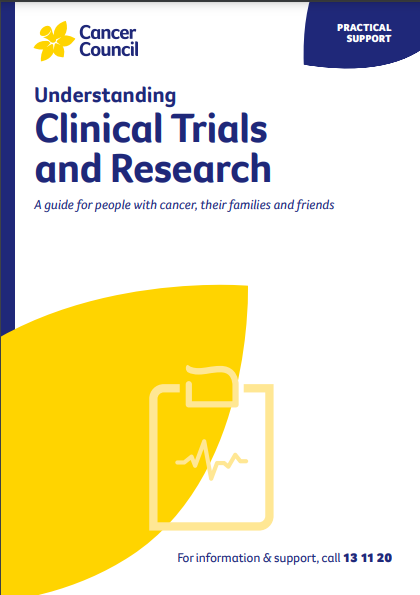 Cancer
Council
PRACTICAL
SUPPORT
Understanding
Clinical Trials
and Research
A guide for people with cancer, their families and friends
For information & support, call 13 11 20